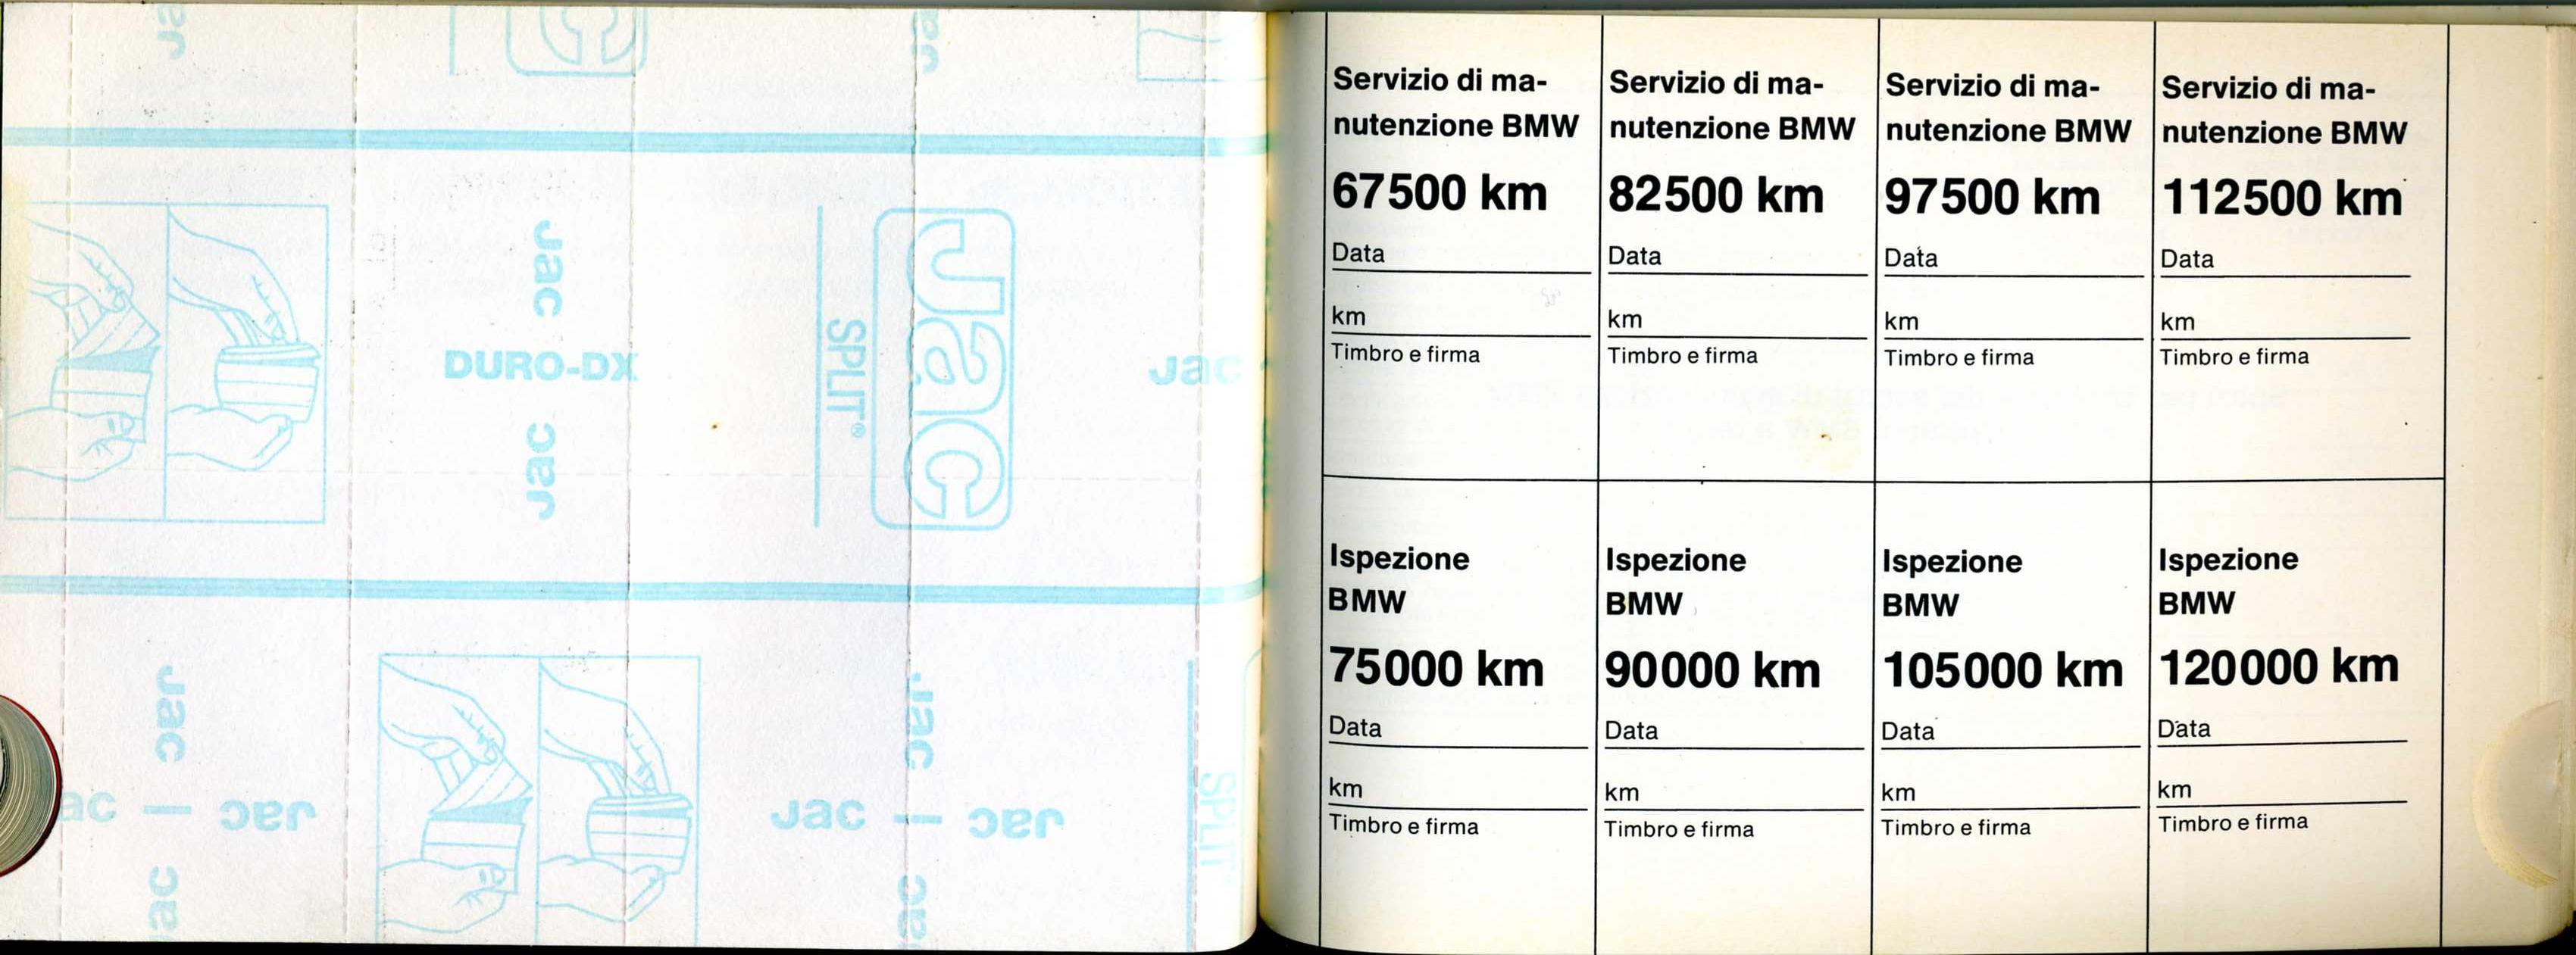 Jac
Jac
DURO-DX
Jac
SPLIT®
Jac
Jac
Jac
Jac
Jac
Jac
Jac
SPLIT
Servizio di ma-
nutenzione BMW
67500 km
Data
km
Timbro e firma
Servizio di ma-
nutenzione BMW
82500 km
Data
km
Timbro e firma
Servizio di ma-
nutenzione BMW
97500 km
Data
km
Timbro e firma
Servizio di ma-
nutenzione BMW
112500 km
Data
km
Timbro e firma
Ispezione
BMW
75000 km
Data
km
Timbro e firma
Ispezione
BMW
90000 km
Data
km
Timbro e firma
Ispezione
BMW
105000 km
Data
km
Timbro e firma
Ispezione
BMW
120000 km
Data
km
Timbro e firma